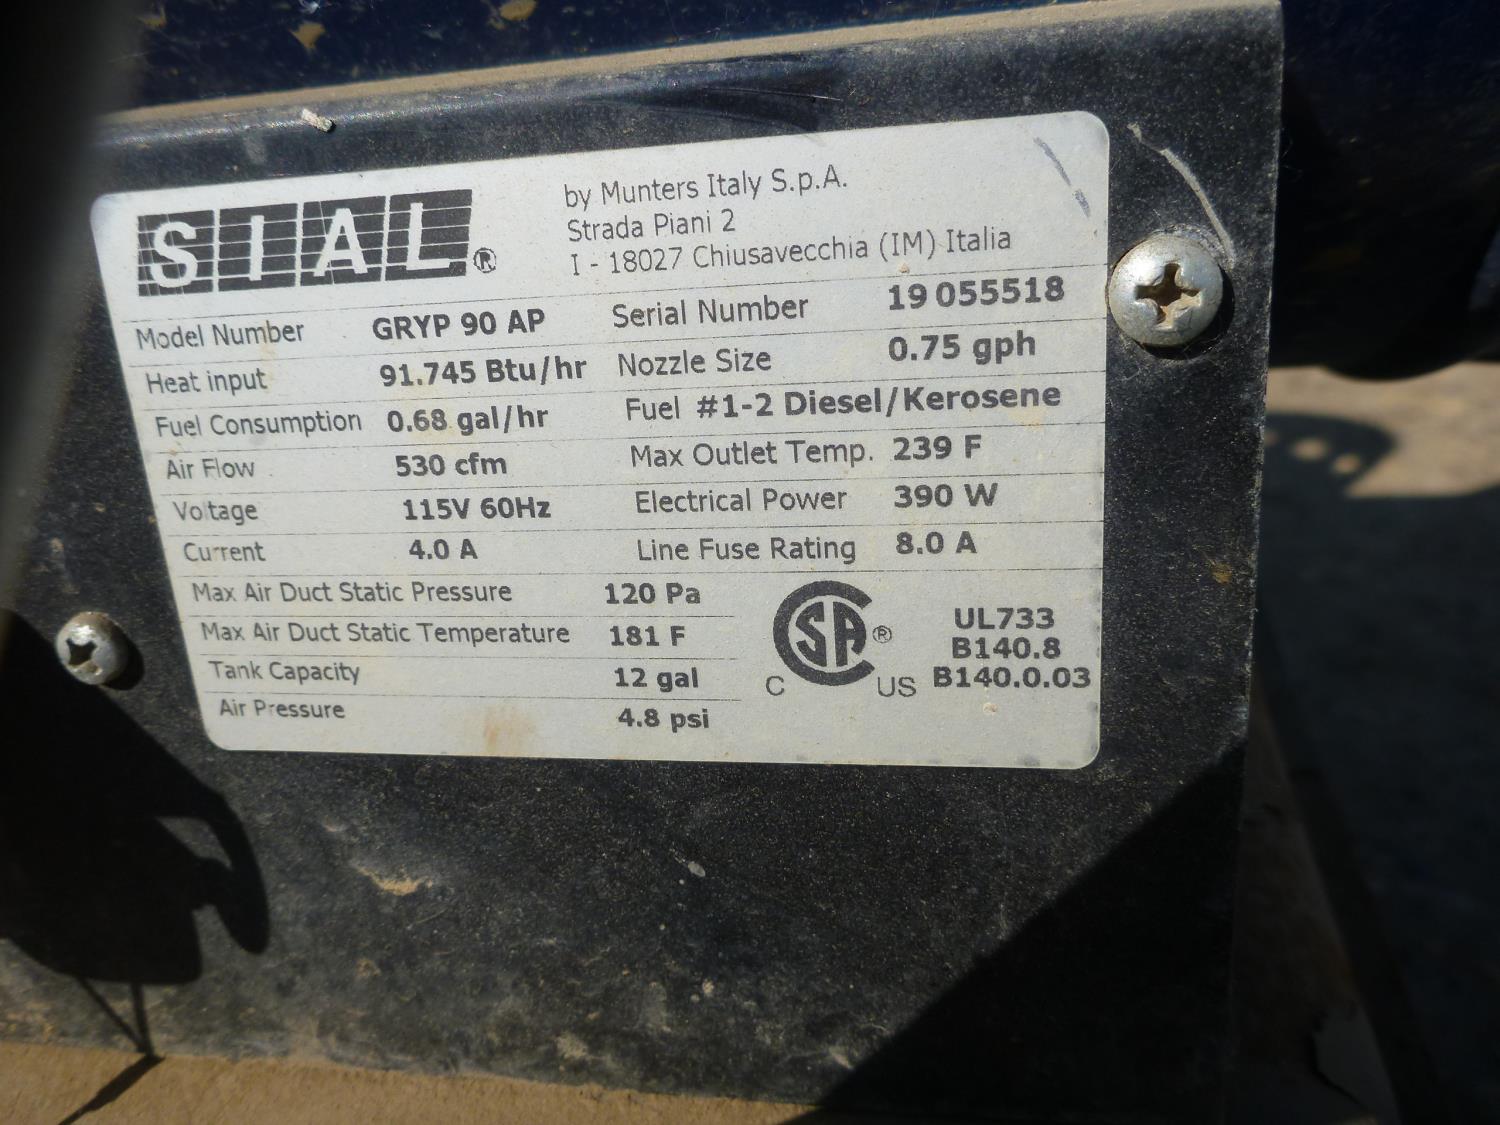 SIAL®
by Munters Italy S.p.A.
Strada Piani 2
I - 18027 Chiusavecchia (IM) Italia
Model Number GRYP 90 AP Serial Number 19 055518
Heat input 91.745 Btu/hr Nozzle Size 0.75 gph
Fuel Consumption 0.68 gal/hr Fuel #1-2 Diesel/Kerosene
Air Flow 530 cfm Max Outlet Temp. 239 F
Voltage 115V 60Hz Electrical Power 390 W
Current 4.0 A Line Fuse Rating 8.0 A
Max Air Duct Static Pressure 120 Pa
Max Air Duct Static Temperature 181 F
Tank Capacity 12 gal
Air Pressure 4.8 psi
CSA®
C US
UL733
B140.8
B140.0.03